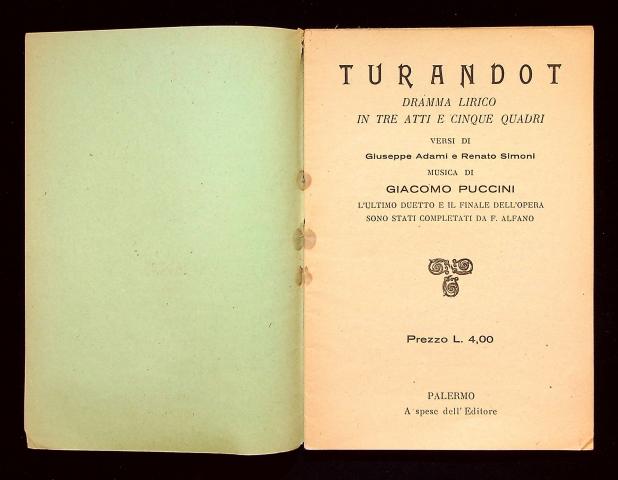 TURANDOT
DRAMMA LIRICO
IN TRE ATTI E CINQUE QUADRI
VERSI DI
Giuseppe Adami e Renato Simoni
MUSICA DI
GIACOMO PUCCINI
L'ULTIMO DUETTO E IL FINALE DELL'OPERA
SONO STATI COMPLETATI DA F. ALFANO
Prezzo L. 4,00
PALERMO
A spese dell'Editore